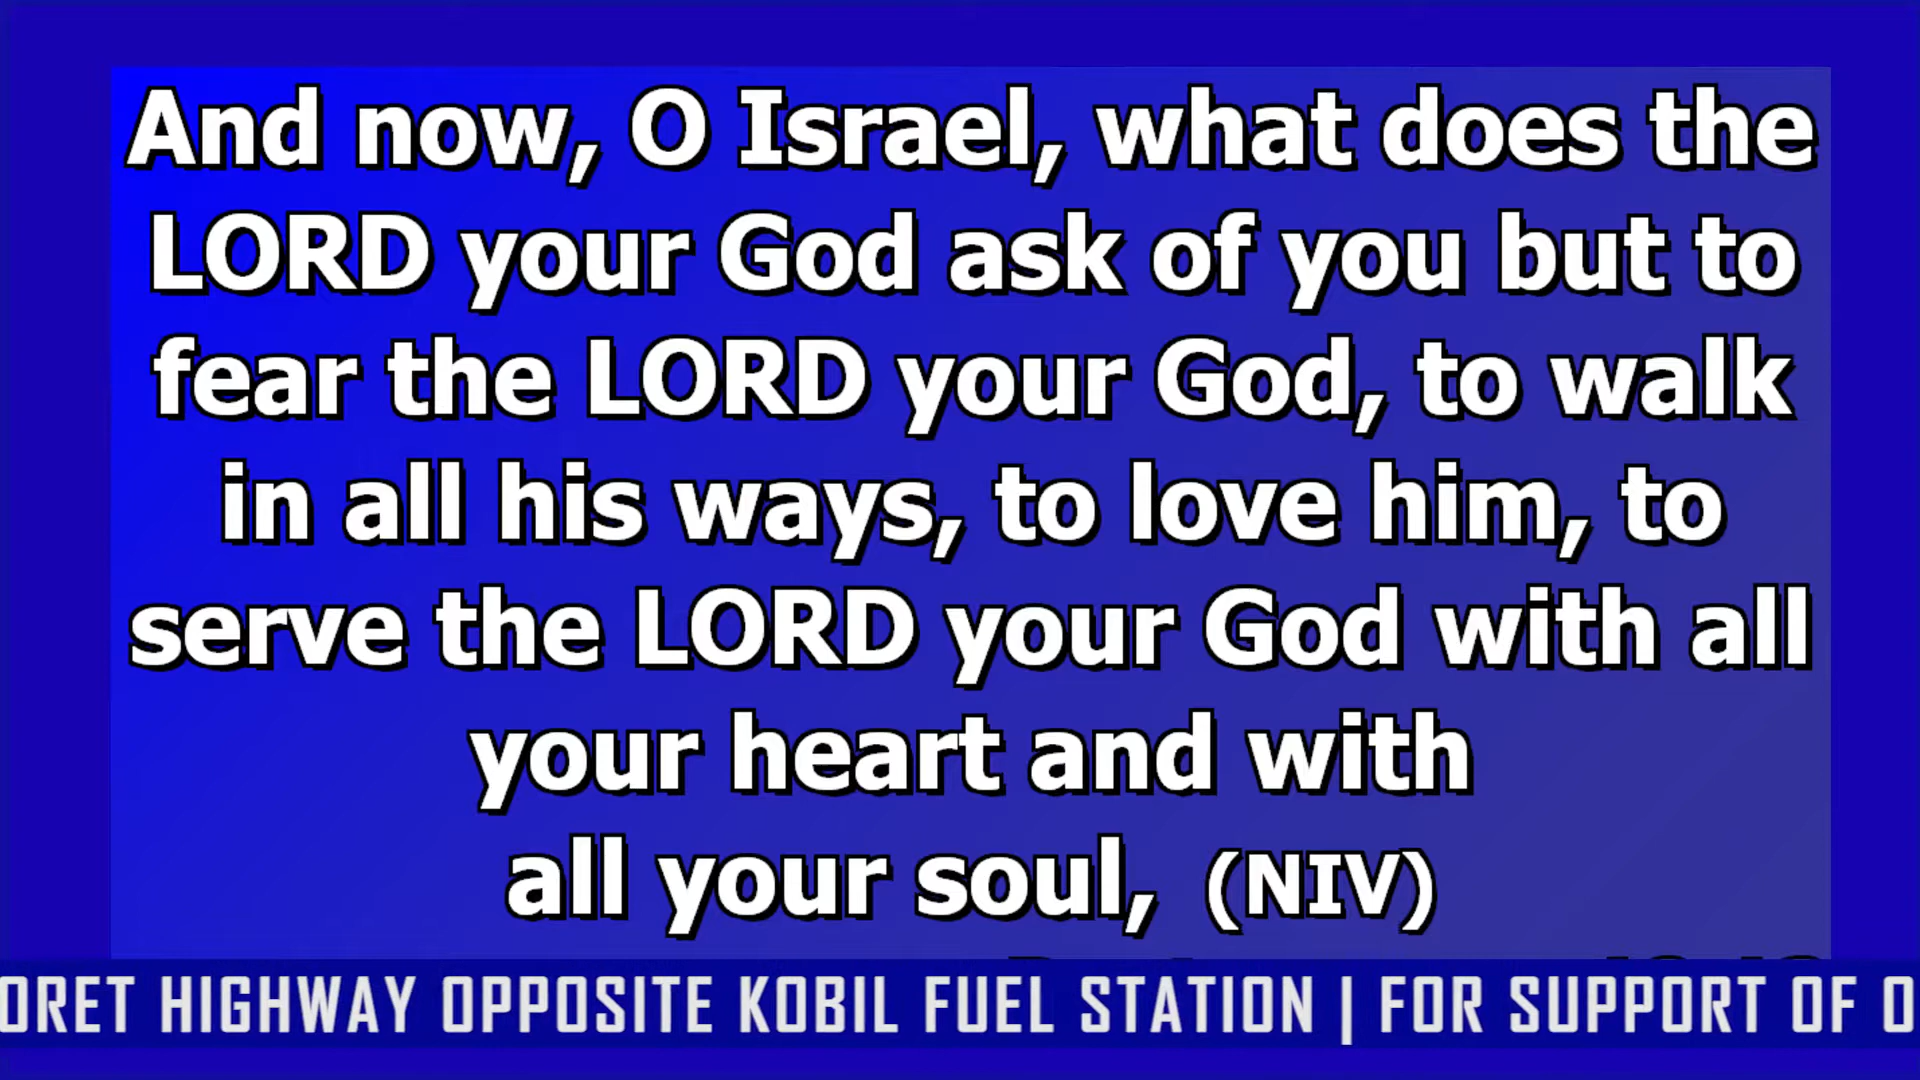 And now, O Israel, what does the
LORD your God ask of you but to
fear the LORD your God, to walk
in all his ways, to love him, to
serve the LORD your God with all
your heart and with
all your soul, (NIV)
ORET HIGHWAY OPPOSITE KOBIL FUEL STATION | FOR SUPPORT OF O